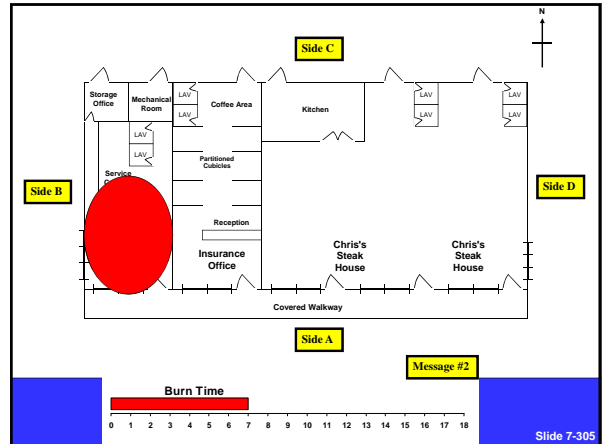 N
Side C
Storage
Office
Mechanical
Room
LAV
LAV
Coffee Area
Kitchen
LAV
LAV
LAV
LAV
LAV
LAV
Partitioned
Cubicles
Service
Side B
Side D
Reception
Insurance
Office
Chris's
Steak
House
Chris's
Steak
House
Covered Walkway
Side A
Message #2
Burn Time
0 1 2 3 4 5 6 7 8 9 10 11 12 13 14 15 16 17 18
Slide 7-305